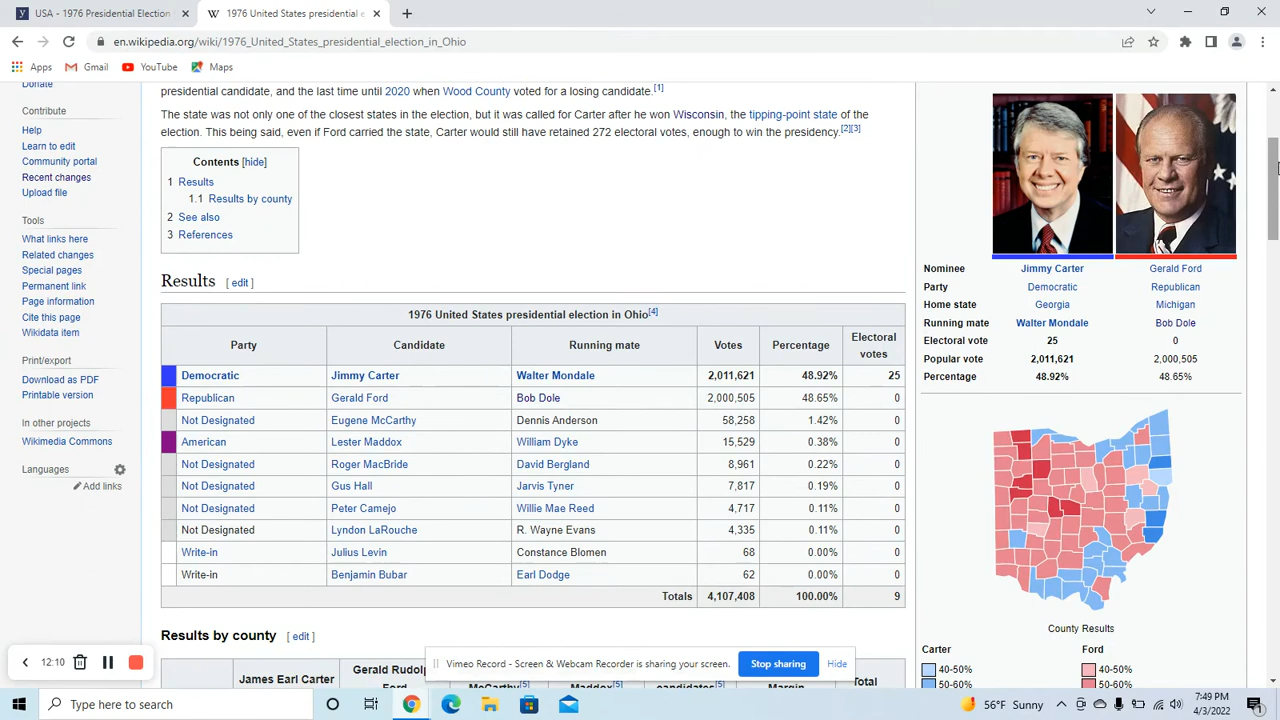 USA - 1976 Presidential Election
1976 United States presidential e
en.wikipedia.org/wiki/1976_United_States_presidential_election_in_Ohio
Apps Gmail YouTube Maps
Donate
Contribute
Help
Learn to edit
Community portal
Recent changes
Upload file
Tools
What links here
Related changes
Special pages
Permanent link
Page information
Cite this page
Wikidata item
Print/export
Download as PDF
Printable version
In other projects
Wikimedia Commons
Languages
Add links
presidential candidate, and the last time until 2020 when Wood County voted for a losing candidate.[1]
The state was not only one of the closest states in the election, but it was called for Carter after he won Wisconsin, the tipping-point state of the
election. This being said, even if Ford carried the state, Carter would still have retained 272 electoral votes, enough to win the presidency.[2][3]
Contents [hide]
1 Results
1.1 Results by county
2 See also
3 References
Results [ edit ]
1976 United States presidential election in Ohio[4]
Party Candidate Running mate Votes Percentage Electoral
votes
Democratic Jimmy Carter Walter Mondale 2,011,621 48.92% 25
Republican Gerald Ford Bob Dole 2,000,505 48.65% 0
Not Designated Eugene McCarthy Dennis Anderson 58,258 1.42% 0
American Lester Maddox William Dyke 15,529 0.38% 0
Not Designated Roger MacBride David Bergland 8,961 0.22% 0
Not Designated Gus Hall Jarvis Tyner 7,817 0.19% 0
Not Designated Peter Camejo Willie Mae Reed 4,717 0.11% 0
Not Designated Lyndon LaRouche R. Wayne Evans 4,335 0.11% 0
Write-in Julius Levin Constance Blomen 68 0.00% 0
Write-in Benjamin Bubar Earl Dodge 62 0.00% 0
Totals 4,107,408 100.00% 9
Results by county [ edit ]
James Earl Carter Gerald Rudolph Total
Nominee Jimmy Carter Gerald Ford
Party Democratic Republican
Home state Georgia Michigan
Running mate Walter Mondale Bob Dole
Electoral vote 25 0
Popular vote 2,011,621 2,000,505
Percentage 48.92% 48.65%
County Results
Carter Ford
40-50% 40-50%
50-60% 50-60%
12:10
Vimeo Record - Screen & Webcam Recorder is sharing your screen. Stop sharing Hide
Type here to search
56°F Sunny
7:49 PM
4/3/2022
1